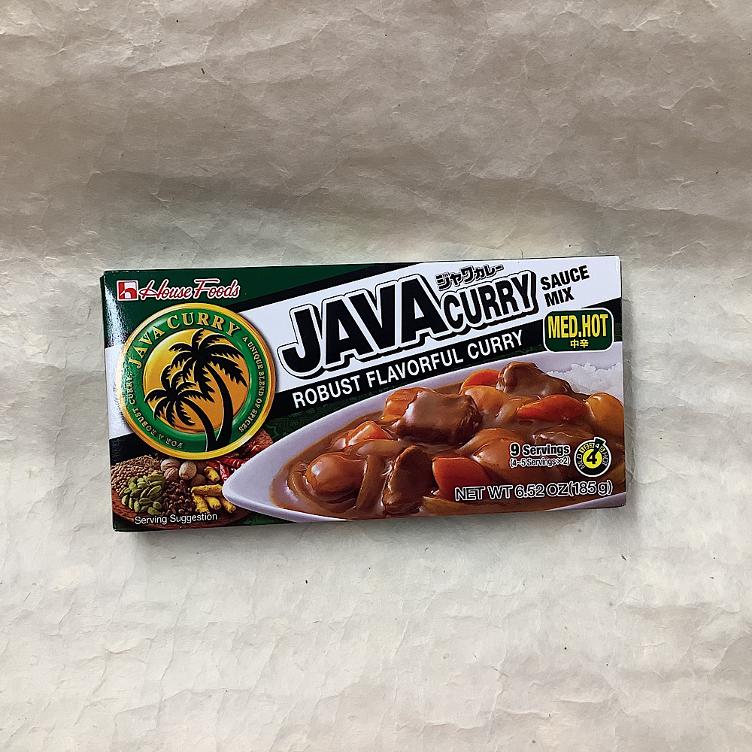 House Foods
ジャワカレー
JAVA CURRY
SAUCE
MIX
MED.HOT
中辛
ROBUST FLAVORFUL CURRY
JAVA CURRY
A UNIQUE BLEND OF SPICES
FOR A ROBUST CURRY
9 Servings
(4-5 Servings×2)
4
NET WT 6.52 OZ(185g)
Serving Suggestion